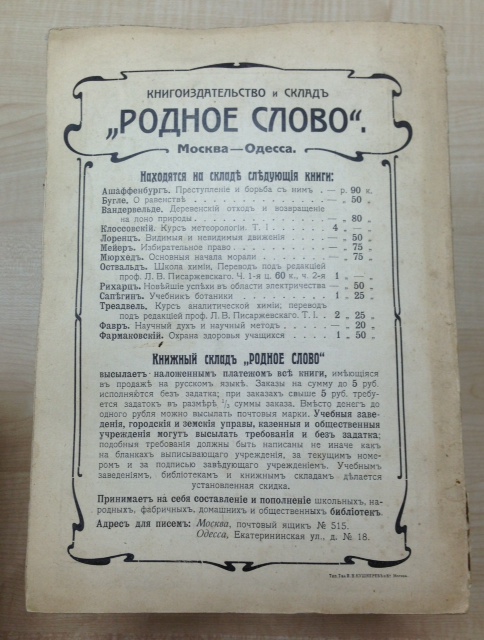 КНИГОИЗДАТЕЛЬСТВО и СКЛАДЪ
„РОДНОЕ СЛОВО“.
Москва—Одесса.
Находятся на складѣ слѣдующія книги:
Ашаффенбургъ. Преступленіе и борьба съ нимъ . — р. 90 к.
Бугле, О равенствѣ . . . . . . . . . . . . . — „ 50 „
Вандервельде. Деревенскій отходъ и возвращеніе
на лоно природы . . . . . . . . . . . . — „ 80 „
Клоссовскій. Курсъ метеорологіи. Т. I . . . . . 4 „ — „
Лоренцъ. Видимыя и невидимыя движенія . . . . — „ 50 „
Мейеръ. Избирательное право . . . . . . . . — „ 75 „
Мюрхедъ. Основныя начала морали . . . . . . — „ 75 „
Оствальдъ. Школа химіи, Переводъ подъ редакціей
проф. Л. В. Писаржевскаго. Ч. 1-я ц. 60 к., ч. 2-я 1 „ — „
Рихарцъ. Новѣйшіе успѣхи въ области электричества — „ 50 „
Сапѣгинъ. Учебникъ ботаники . . . . . . . . 1 „ 25 „
Треадвель, Курсъ аналитической химіи; переводъ
подъ редакціей проф. Л. В. Писаржевскаго. Т. I. . 2 „ 25 „
Фавръ. Научный духъ и научный методъ . . . . — „ 20 „
Фармаковскій. Охрана здоровья учащихся . . . . 1 „ 50 „
Книжный складъ „РОДНОЕ СЛОВО“
высылаетъ наложеннымъ платежомъ всѣ книги, имѣющіяся
въ продажѣ на русскомъ языкѣ. Заказы на сумму до 5 руб.
исполняются безъ задатка; при заказахъ свыше 5 руб. требу-
ется задатокъ въ размѣрѣ суммы заказа. Вмѣсто денегъ до
одного рубля можно высылать почтовыя марки. Учебныя заве-
денія, городскія и земскія управы, казенныя и общественныя
учрежденія могутъ высылать требованія и безъ задатка;
подобныя требованія должны быть написаны не иначе какъ
на бланкахъ выписывающаго учрежденія, за текущимъ номе-
ромъ и за подписью завѣдующаго учрежденіемъ. Учебнымъ
заведеніямъ, библіотекамъ и книжнымъ складамъ дѣлается
установленная скидка.
Принимаетъ на себя составленіе и пополненіе школьныхъ, на-
родныхъ, фабричныхъ, домашнихъ и общественныхъ библіотекъ.
Адресъ для писемъ: Москва, почтовый ящикъ № 515.
Одесса, Екатерининская ул., д. № 18.